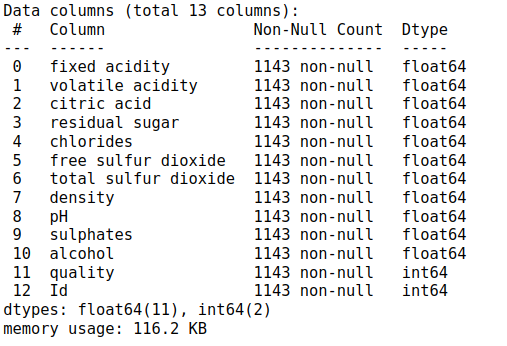 Data columns (total 13 columns):
 #   Column                Non-Null Count  Dtype
---  ------                --------------  -----
 0   fixed acidity         1143 non-null   float64
 1   volatile acidity      1143 non-null   float64
 2   citric acid           1143 non-null   float64
 3   residual sugar        1143 non-null   float64
 4   chlorides             1143 non-null   float64
 5   free sulfur dioxide   1143 non-null   float64
 6   total sulfur dioxide  1143 non-null   float64
 7   density               1143 non-null   float64
 8   pH                    1143 non-null   float64
 9   sulphates             1143 non-null   float64
 10  alcohol               1143 non-null   float64
 11  quality               1143 non-null   int64
 12  Id                    1143 non-null   int64
dtypes: float64(11), int64(2)
memory usage: 116.2 KB